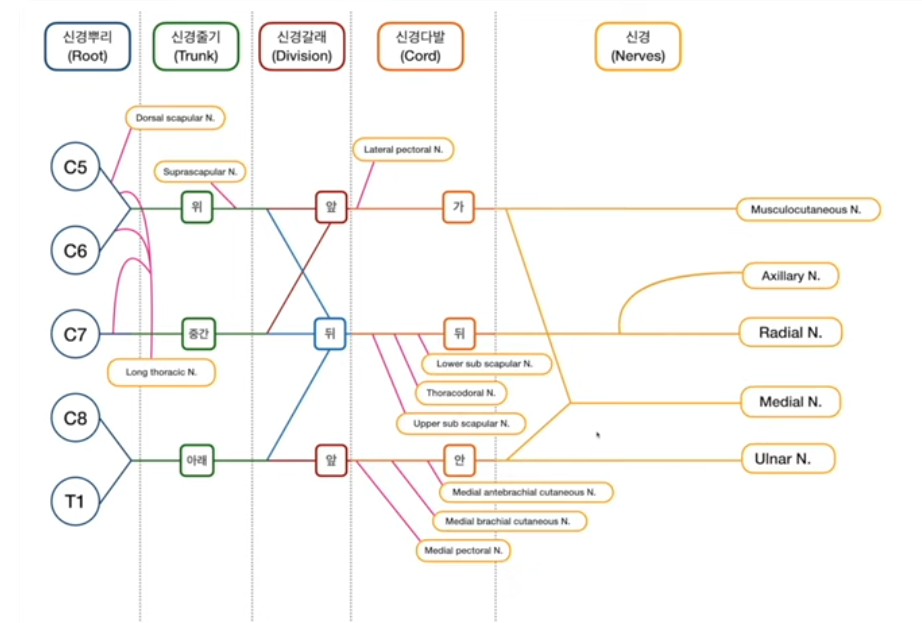 신경뿌리
(Root)
신경줄기
(Trunk)
신경갈래
(Division)
신경다발
(Cord)
신경
(Nerves)
Dorsal scapular N.
Lateral pectoral N.
C5
Suprascapular N.
위
앞
가
Musculocutaneous N.
C6
Axillary N.
C7
중간
뒤
뒤
Radial N.
Lower sub scapular N.
Long thoracic N.
Thoracodoral N.
Medial N.
C8
Upper sub scapular N.
아래
앞
안
Ulnar N.
Medial antebrachial cutaneous N.
T1
Medial brachial cutaneous N.
Medial pectoral N.